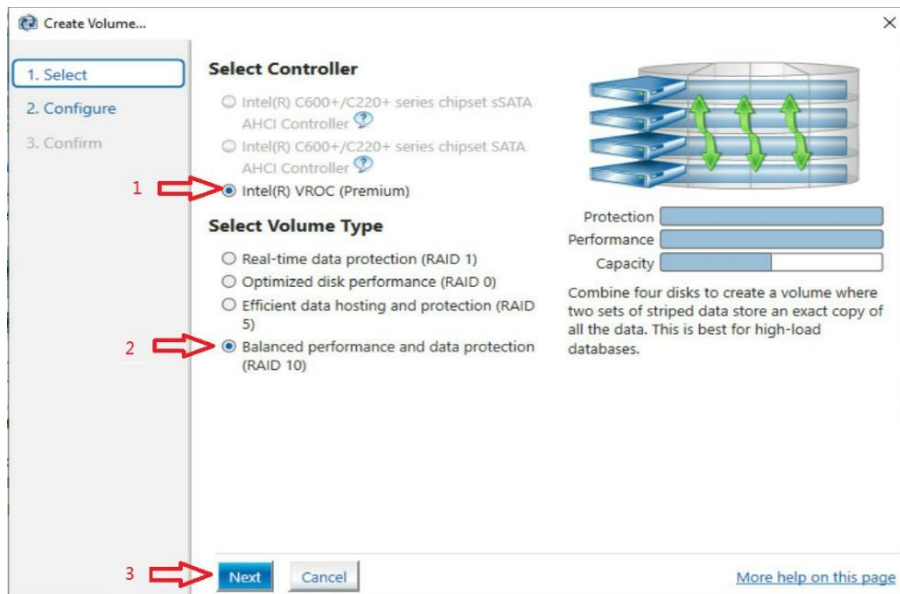 Create Volume...
1. Select
2. Configure
3. Confirm
Select Controller
Intel(R) C600+/C220+ series chipset sSATA
AHCI Controller ?
Intel(R) C600+/C220+ series chipset SATA
AHCI Controller ?
1
Intel(R) VROC (Premium)
Select Volume Type
Real-time data protection (RAID 1)
Optimized disk performance (RAID 0)
Efficient data hosting and protection (RAID
5)
2
Balanced performance and data protection
(RAID 10)
Protection
Performance
Capacity
Combine four disks to create a volume where
two sets of striped data store an exact copy of
all the data. This is best for high-load
databases.
3
Next
Cancel
More help on this page